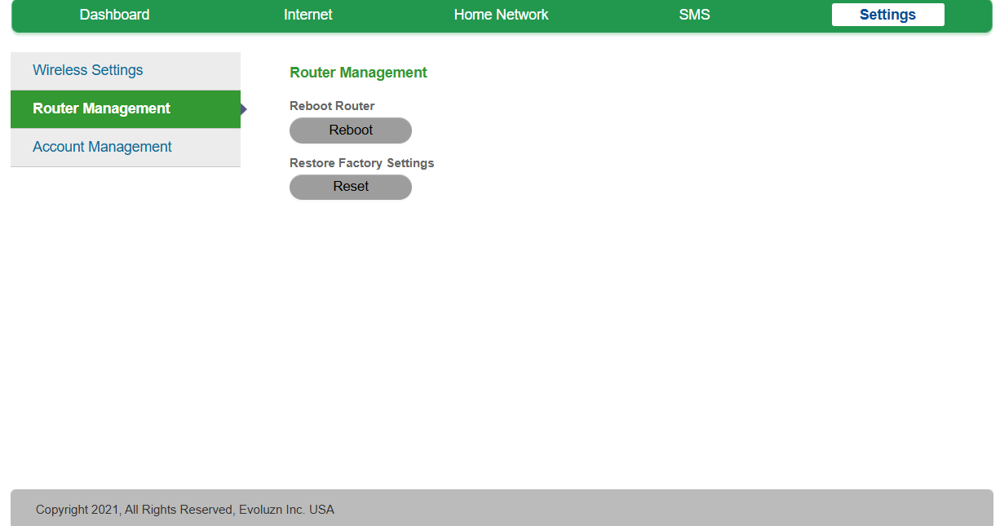 Dashboard Internet Home Network SMS Settings
Wireless Settings
Router Management
Account Management
Router Management
Reboot Router
Reboot
Restore Factory Settings
Reset
Copyright 2021, All Rights Reserved, Evoluzn Inc. USA